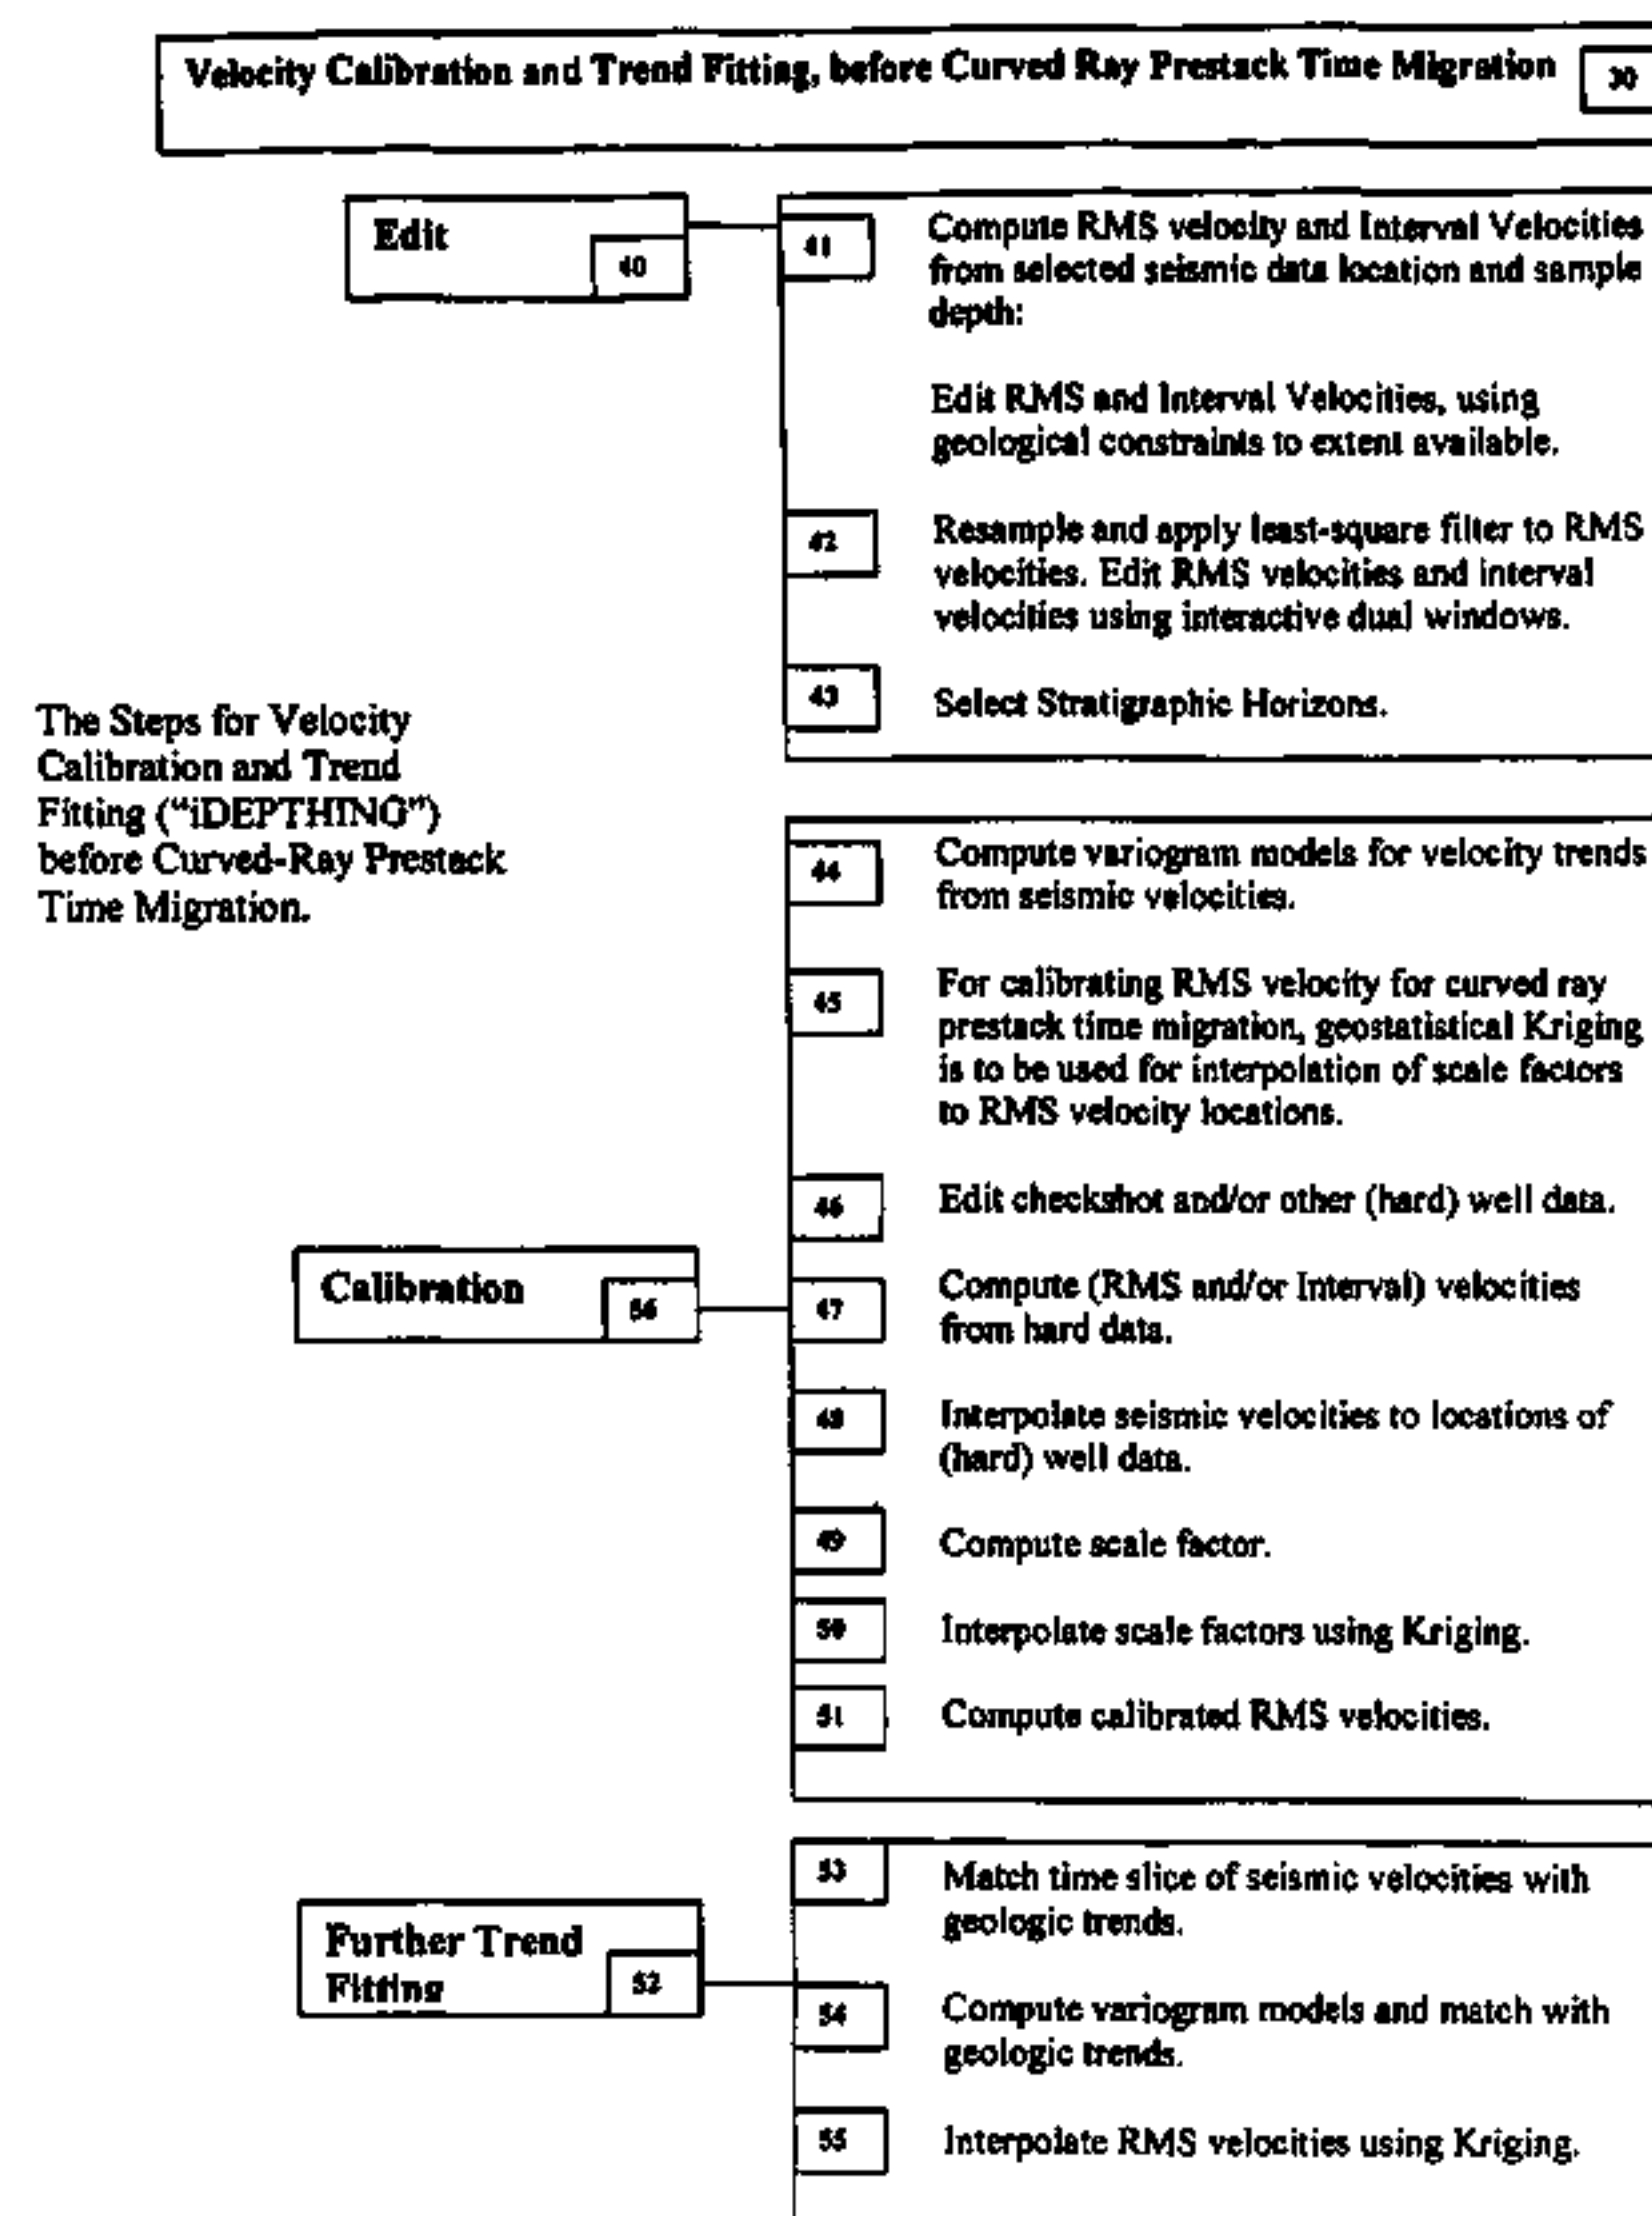 Velocity Calibration and Trend Fitting, before Curved Ray Prestack Time Migration 30
Edit
40
41
Compute RMS velocity and Interval Velocities
from selected seismic data location and sample
depth:
Edit RMS and Interval Velocities, using
geological constraints to extent available.
42
Resample and apply least-square filter to RMS
velocities. Edit RMS velocities and interval
velocities using interactive dual windows.
43
Select Stratigraphic Horizons.
The Steps for Velocity
Calibration and Trend
Fitting ("iDEPTHING")
before Curved-Ray Prestack
Time Migration.
Calibration
56
44
Compute variogram models for velocity trends
from seismic velocities.
45
For calibrating RMS velocity for curved ray
prestack time migration, geostatistical Kriging
is to be used for interpolation of scale factors
to RMS velocity locations.
46
Edit checkshot and/or other (hard) well data.
47
Compute (RMS and/or Interval) velocities
from hard data.
48
Interpolate seismic velocities to locations of
(hard) well data.
49
Compute scale factor.
50
Interpolate scale factors using Kriging.
51
Compute calibrated RMS velocities.
Further Trend
Fitting
52
53
Match time slice of seismic velocities with
geologic trends.
54
Compute variogram models and match with
geologic trends.
55
Interpolate RMS velocities using Kriging.